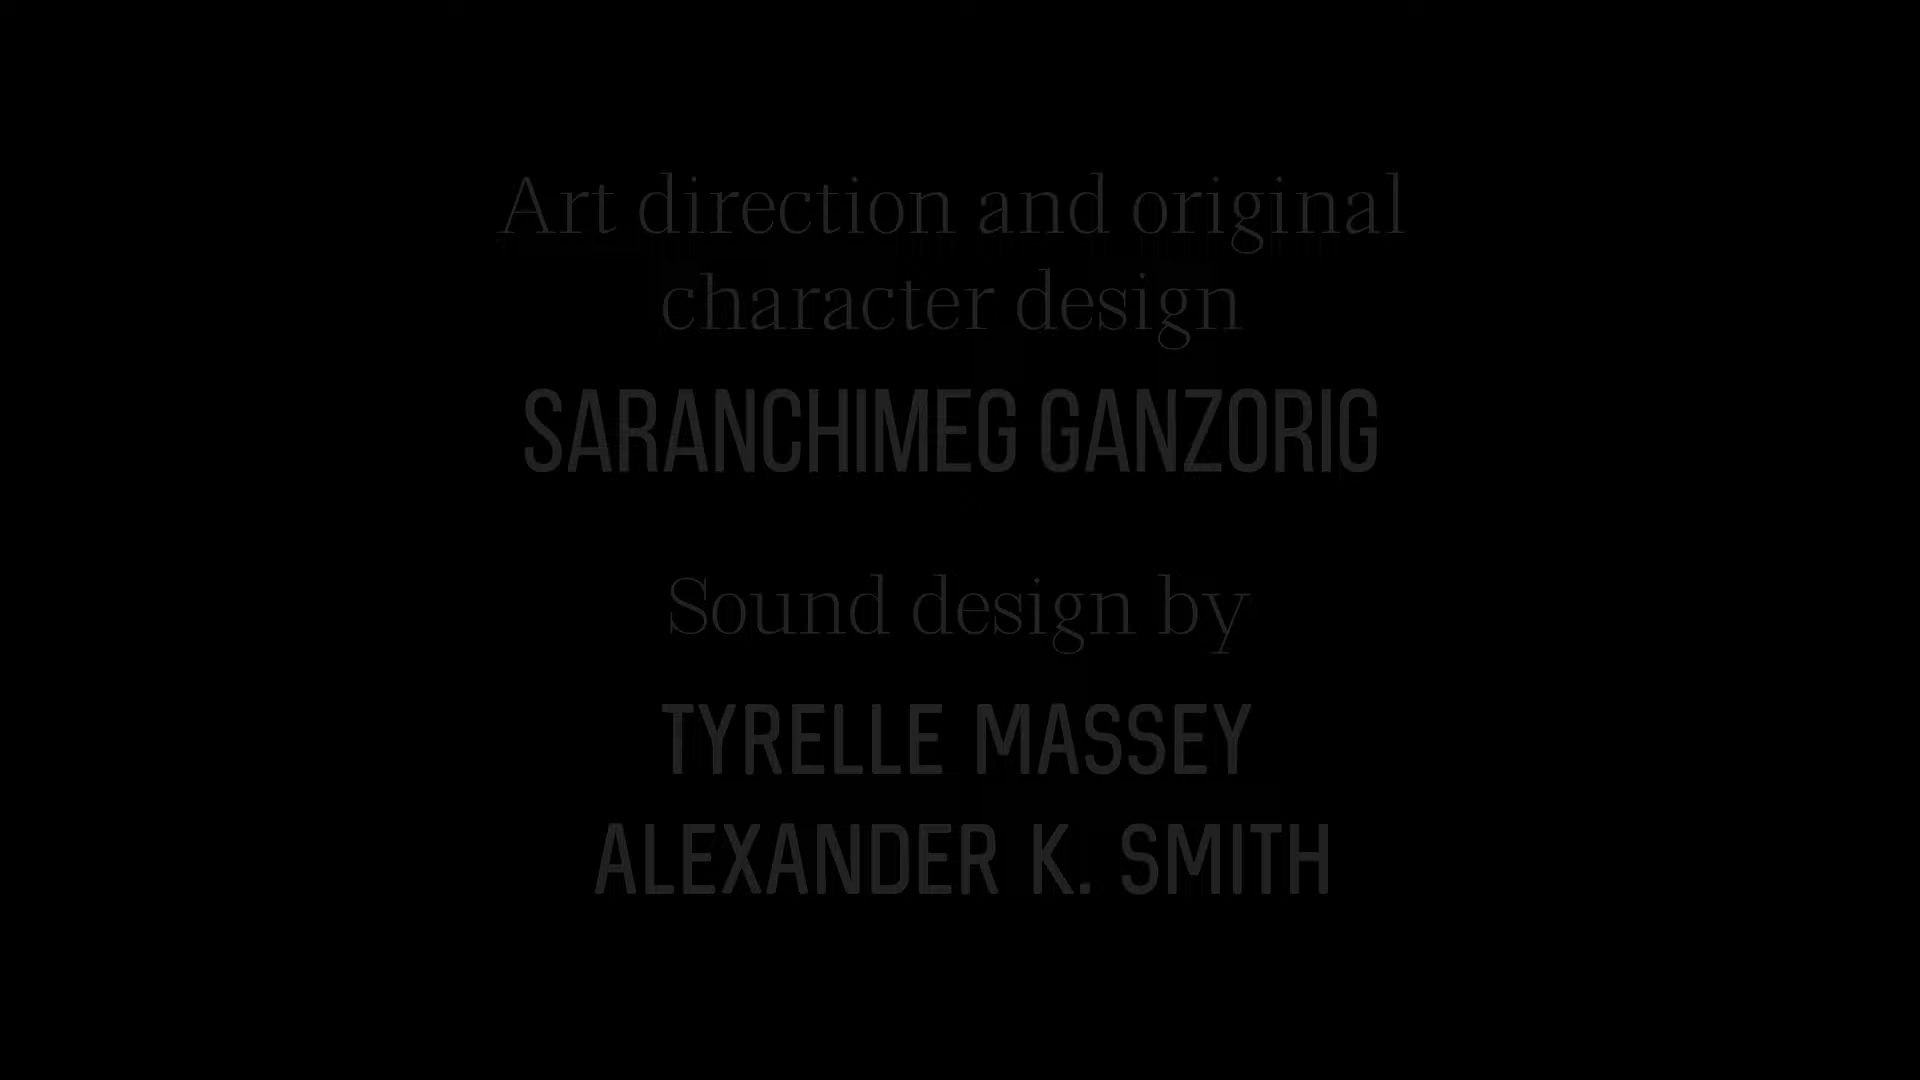 Art direction and original
character design
SARANCHIMEG GANZORIG
Sound design by
TYRELLE MASSEY
ALEXANDER K. SMITH